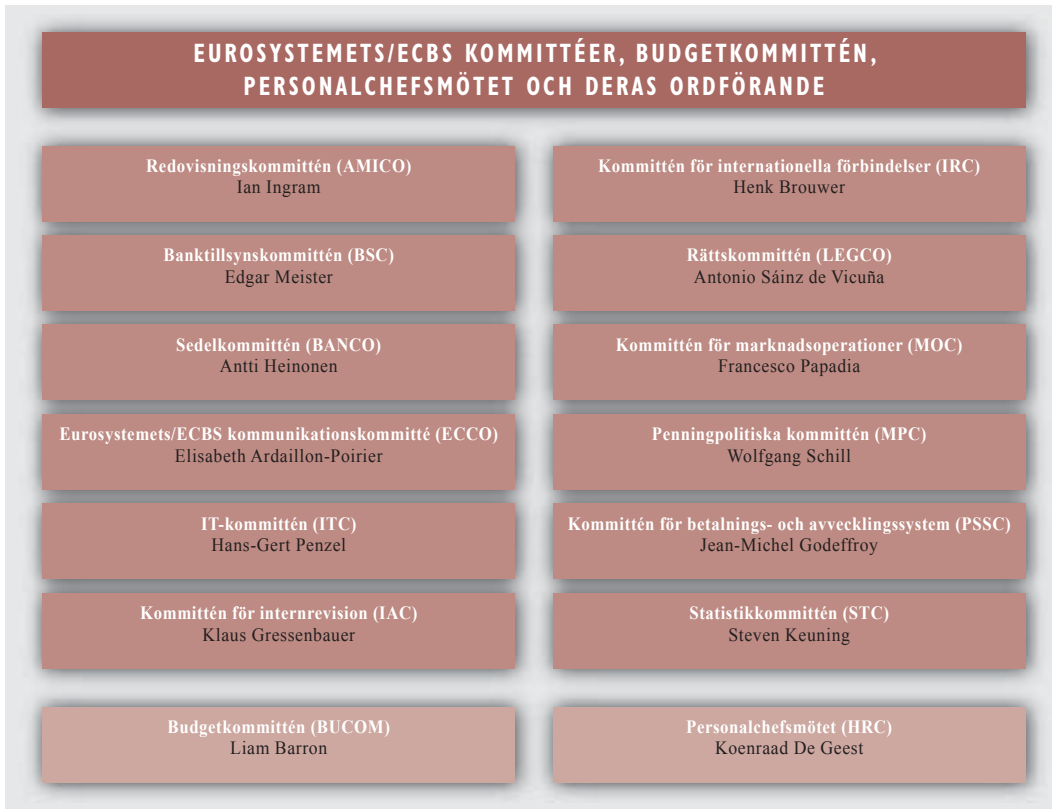 EUROSYSTEMETS/ECBS KOMMITTÉER, BUDGETKOMMITTÉN,
PERSONALCHEFSMÖTET OCH DERAS ORDFÖRANDE
Redovisningskommittén (AMICO)
Ian Ingram
Banktillsynskommittén (BSC)
Edgar Meister
Sedelkommittén (BANCO)
Antti Heinonen
Eurosystemets/ECBS kommunikationskommitté (ECCO)
Elisabeth Ardaillon-Poirier
IT-kommittén (ITC)
Hans-Gert Penzel
Kommittén för internrevision (IAC)
Klaus Gressenbauer
Kommittén för internationella förbindelser (IRC)
Henk Brouwer
Rättskommittén (LEGCO)
Antonio Sáinz de Vicuña
Kommittén för marknadsoperationer (MOC)
Francesco Papadia
Penningpolitiska kommittén (MPC)
Wolfgang Schill
Kommittén för betalnings- och avvecklingssystem (PSSC)
Jean-Michel Godeffroy
Statistikkommittén (STC)
Steven Keuning
Budgetkommittén (BUCOM)
Liam Barron
Personalchefsmötet (HRC)
Koenraad De Geest